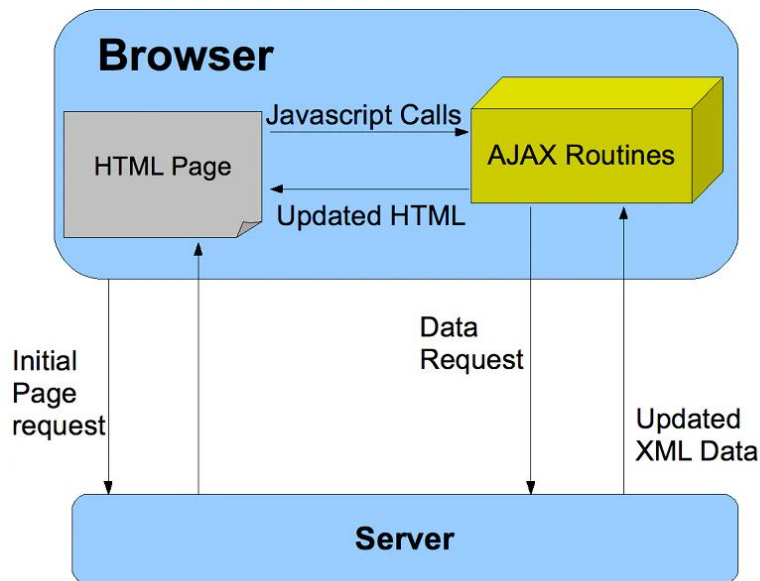 Browser
Javascript Calls
HTML Page
AJAX Routines
Updated HTML
Initial
Page
request
Data
Request
Updated
XML Data
Server